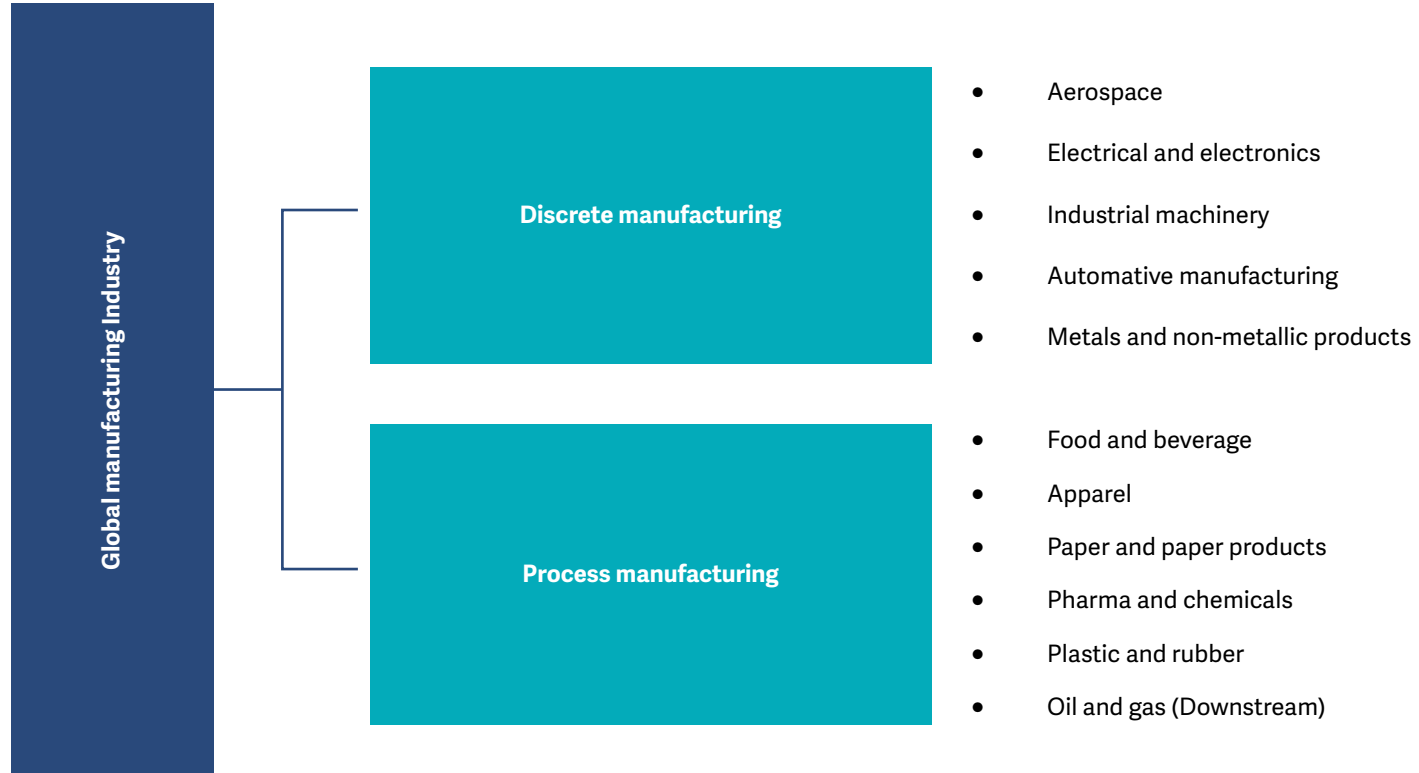 Global manufacturing Industry
Discrete manufacturing
• Aerospace
• Electrical and electronics
• Industrial machinery
• Automative manufacturing
• Metals and non-metallic products
Process manufacturing
• Food and beverage
• Apparel
• Paper and paper products
• Pharma and chemicals
• Plastic and rubber
• Oil and gas (Downstream)